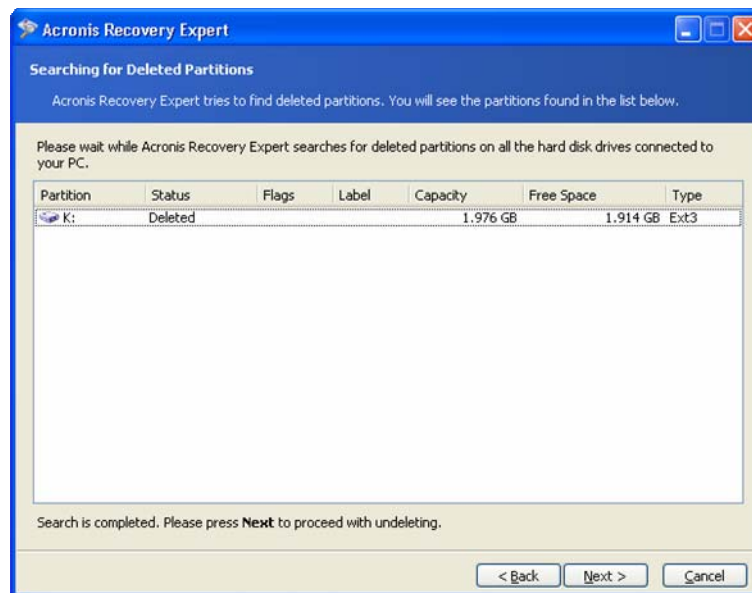 Acronis Recovery Expert
Searching for Deleted Partitions
Acronis Recovery Expert tries to find deleted partitions. You will see the partitions found in the list below.
Please wait while Acronis Recovery Expert searches for deleted partitions on all the hard disk drives connected to
your PC.
Partition Status Flags Label Capacity Free Space Type
K: Deleted 1.976 GB 1.914 GB Ext3
Search is completed. Please press Next to proceed with undeleting.
< Back Next > Cancel